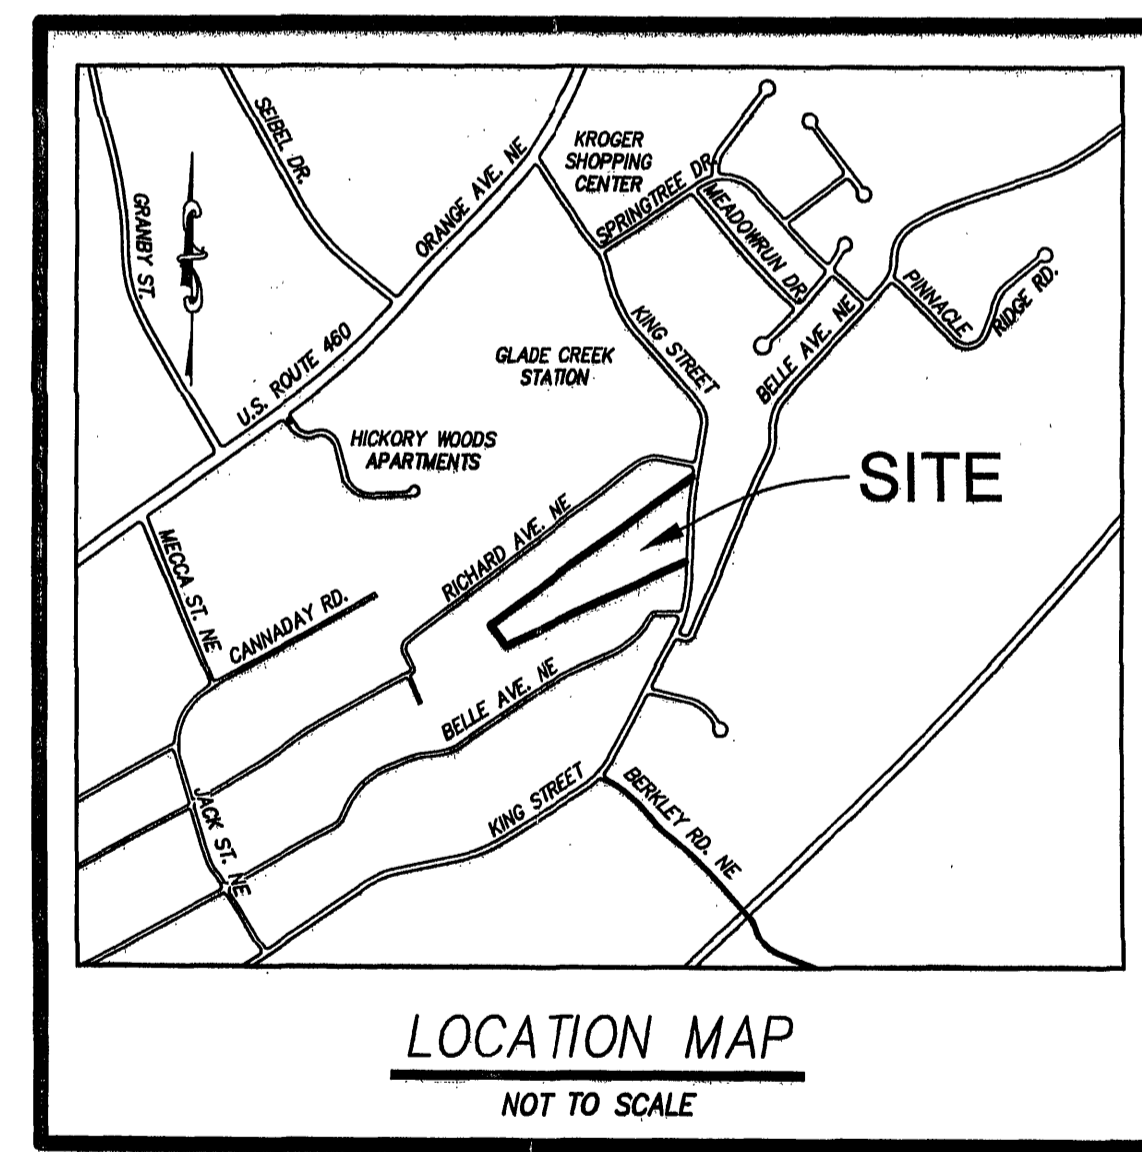 SEIBEL DR.
GRANBY ST.
ORANGE AVE. NE
U.S. ROUTE 460
KROGER
SHOPPING
CENTER
SPRINGTREE DR.
MEADOWRUN DR.
PINNACLE
RIDGE RD.
KING STREET
BELLE AVE. NE
GLADE CREEK
STATION
HICKORY WOODS
APARTMENTS
SITE
RICHARD AVE. NE
MECCA ST. NE
CANNADAY RD.
BELLE AVE. NE
KING STREET
JACK ST. NE
BERKLEY RD. NE
LOCATION MAP
NOT TO SCALE